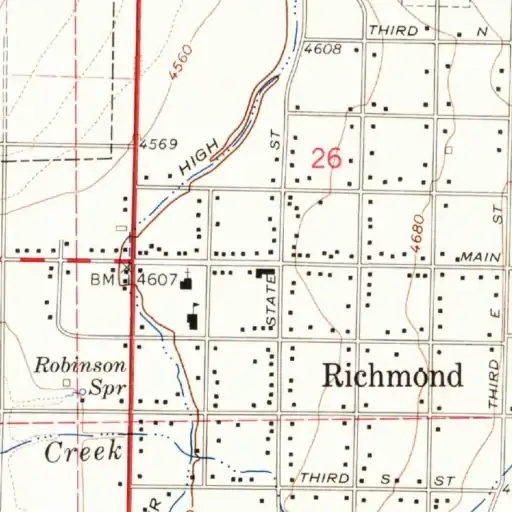 THIRD N
4608
4560
4569
HIGH
ST
26
ST
4680
MAIN
BM 4607
STATE
E
Robinson
Spr
Richmond
THIRD
Creek
THIRD S ST
R
4